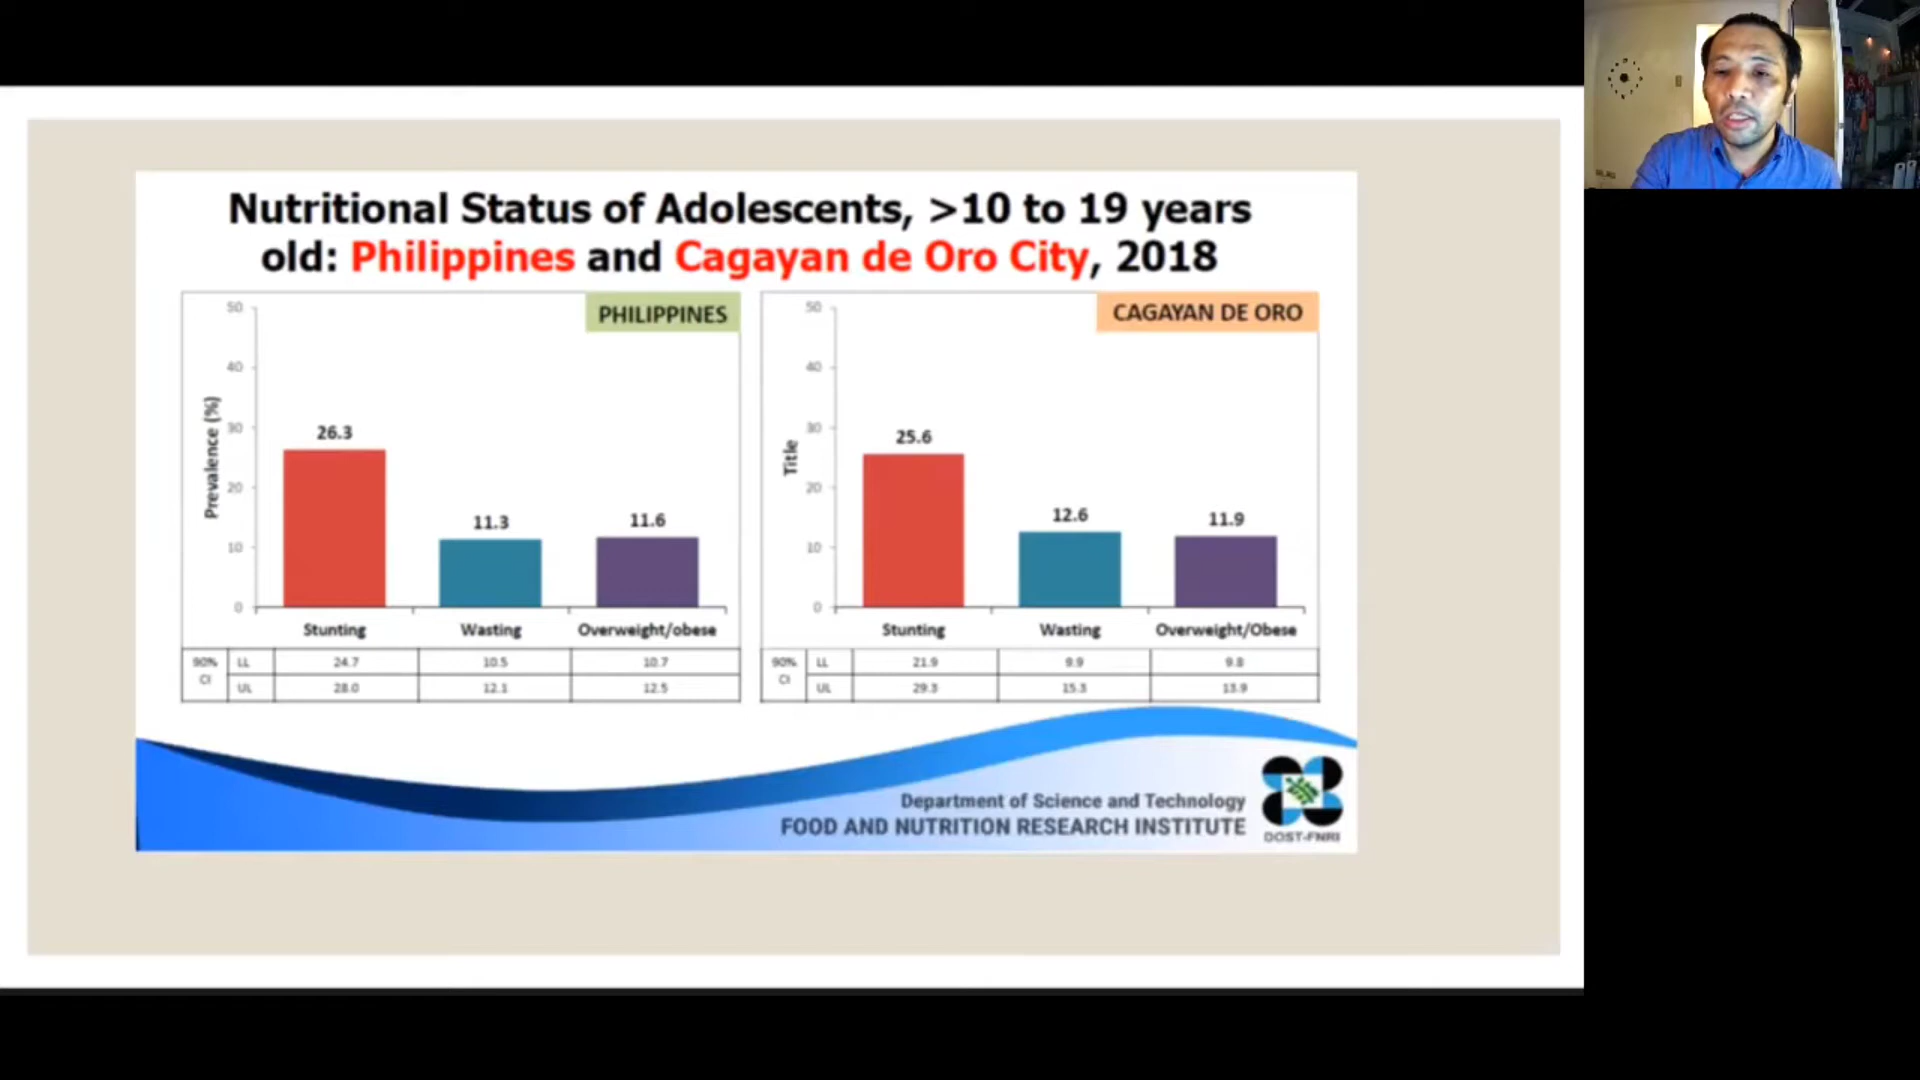 Nutritional Status of Adolescents, >10 to 19 years
old: Philippines and Cagayan de Oro City, 2018
PHILIPPINES
Prevalence (%)
50
40
30
20
10
0
26.3
11.3
11.6
Stunting Wasting Overweight/obese
90% CI LL 24.7 10.5 10.7
UL 28.0 12.1 12.5
CAGAYAN DE ORO
Title
50
40
30
20
10
0
25.6
12.6
11.9
Stunting Wasting Overweight/Obese
90% CI LL 21.9 9.9 9.8
UL 29.3 15.3 13.9
Department of Science and Technology
FOOD AND NUTRITION RESEARCH INSTITUTE
DOST-FNRI